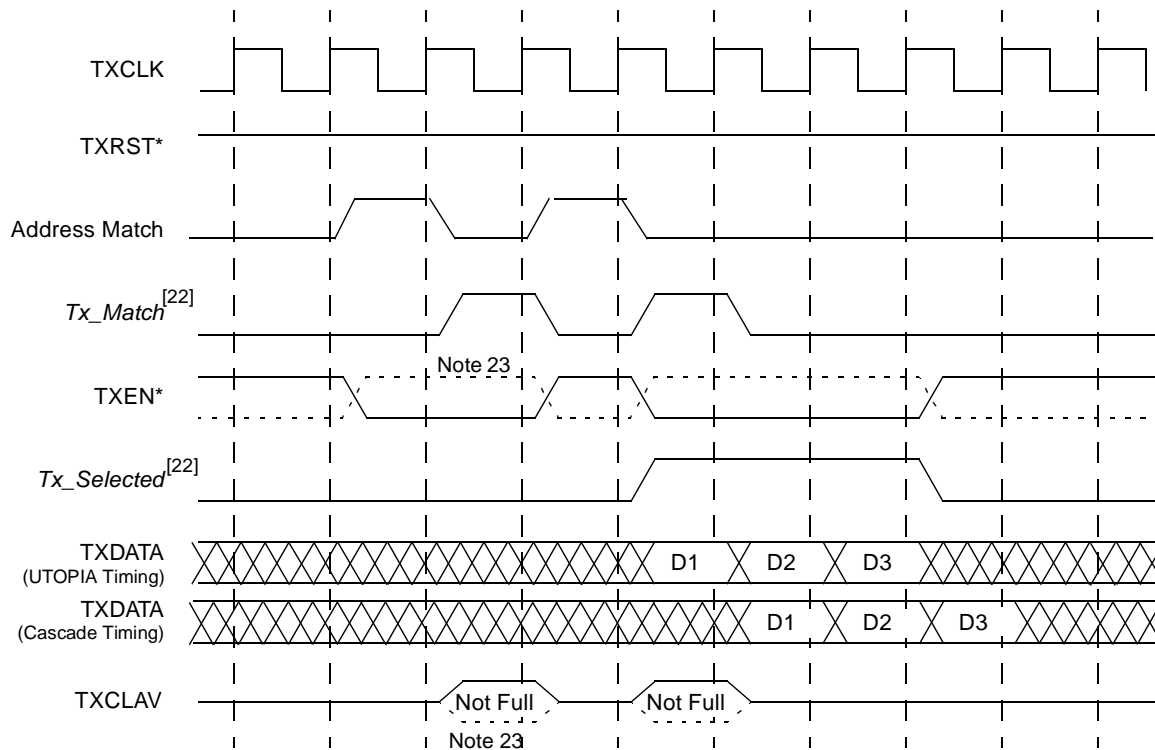 TXCLK
TXRST*
Address Match
Tx_Match[22]
Note 23
TXEN*
Tx_Selected[22]
TXDATA
(UTOPIA Timing)
D1 D2 D3
TXDATA
(Cascade Timing)
D1 D2 D3
TXCLAV
Not Full Not Full
Note 23